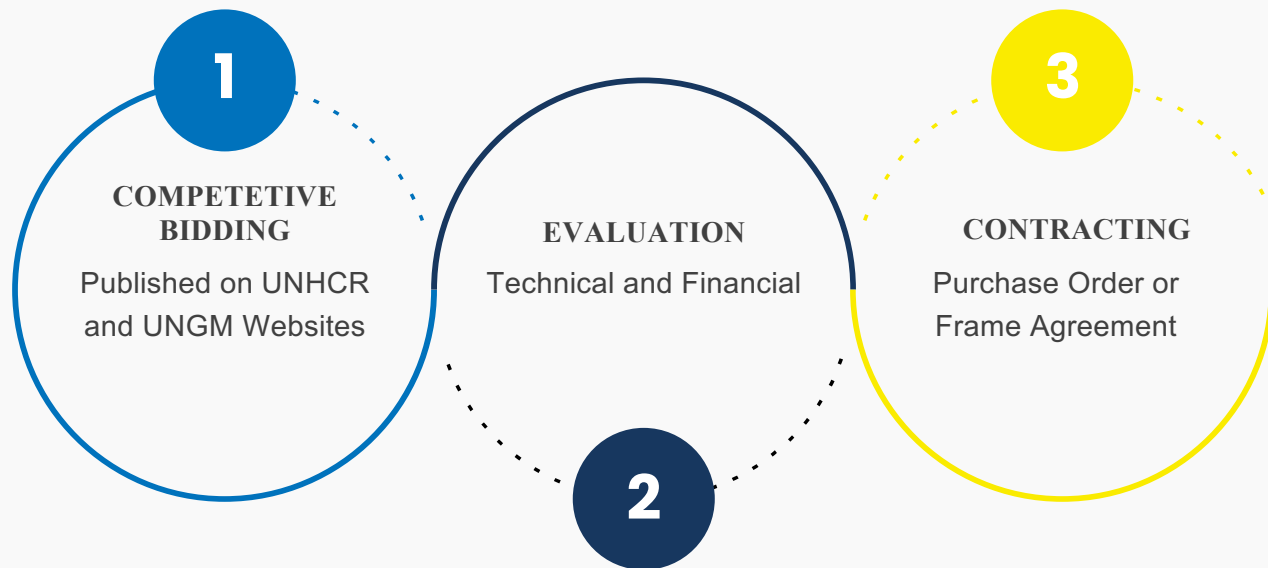 1
COMPETETIVE
BIDDING
Published on UNHCR
and UNGM Websites
EVALUATION
Technical and Financial
2
3
CONTRACTING
Purchase Order or
Frame Agreement